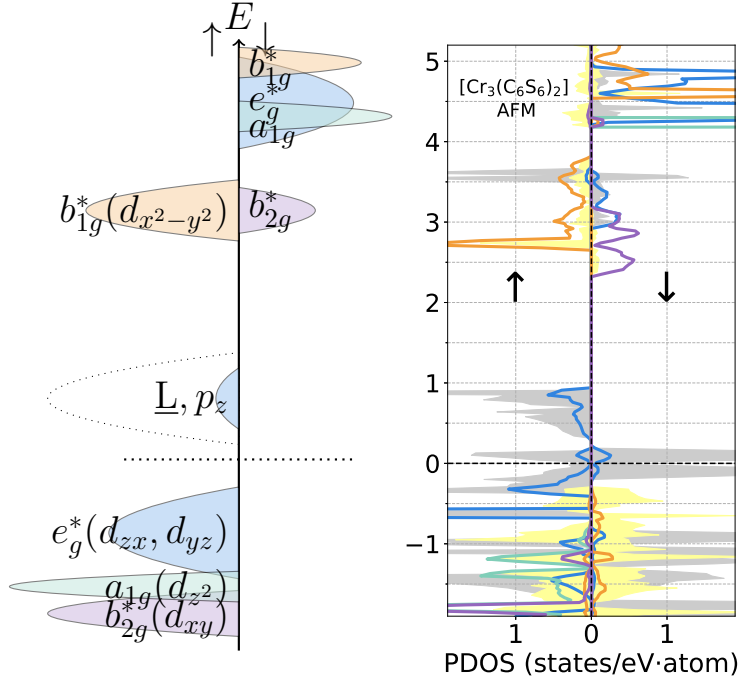 ↑ E ↓
b*1g
e*g
a1g
b*1g(dx²−y²)
b*2g
L, pz
e*g(dzx, dyz)
a1g(dz²)
b*2g(dxy)
[Cr3(C6S6)2]
AFM
5
4
3
2
1
0
−1
↑ ↓
1 0 1
PDOS (states/eV·atom)